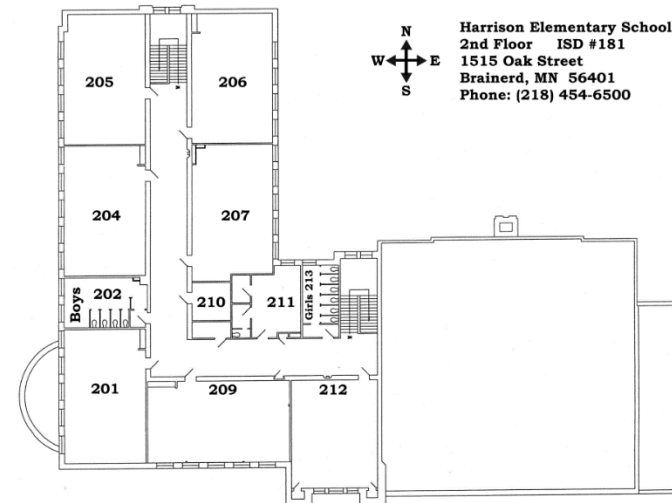 Harrison Elementary School
2nd Floor ISD #181
1515 Oak Street
Brainerd, MN 56401
Phone: (218) 454-6500
N
W E
S
205
206
204
207
Boys
202
210
211
Girls 213
201
209
212